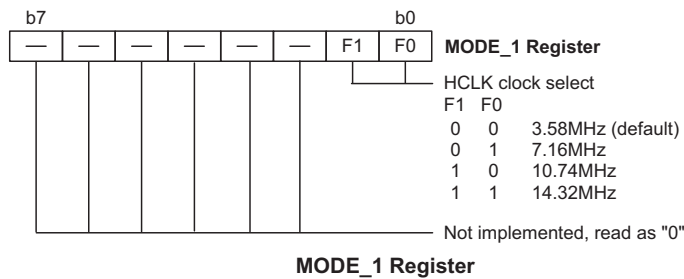 b7 b0
— — — — — — F1 F0 MODE_1 Register
HCLK clock select
F1 F0
0 0 3.58MHz (default)
0 1 7.16MHz
1 0 10.74MHz
1 1 14.32MHz
Not implemented, read as "0"
MODE_1 Register